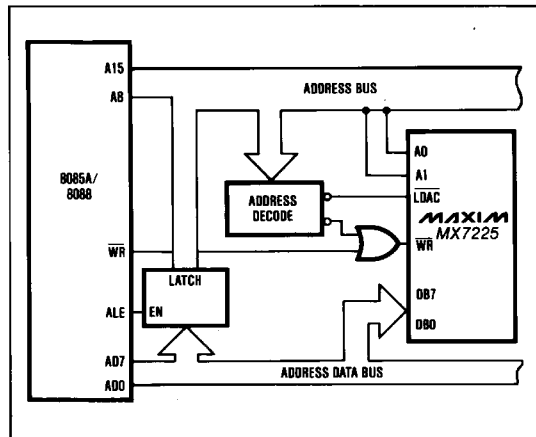 A15
ADDRESS BUS
A8
8085A/
8088
A0
A1
LDAC
ADDRESS
DECODE
MAXIM
MX7225
WR
WR
LATCH
DB7
ALE
EN
DB0
AD7
AD0
ADDRESS DATA BUS